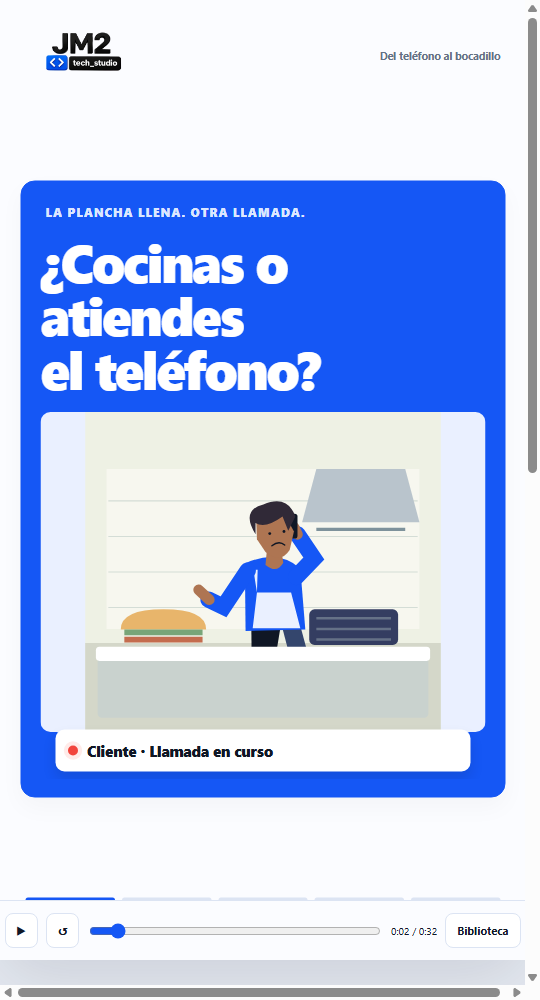 JM2
<> tech_studio
Del teléfono al bocadillo
LA PLANCHA LLENA. OTRA LLAMADA.
¿Cocinas o
atiendes
el teléfono?
Cliente · Llamada en curso
0:02 / 0:32
Biblioteca